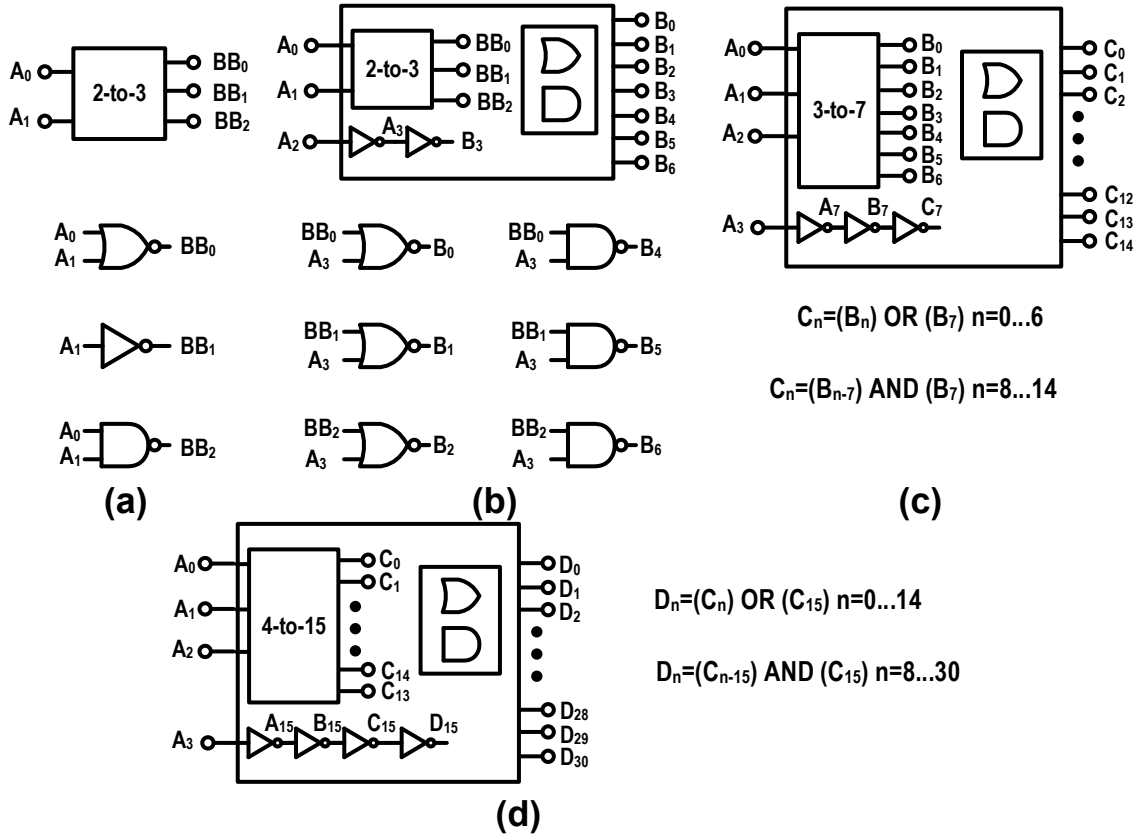 A0
A1
2-to-3
BB0
BB1
BB2
A0
A1
BB0
A1
BB1
A0
A1
BB2
(a)
A0
A1
A2
2-to-3
BB0
BB1
BB2
A3
B3
B0
B1
B2
B3
B4
B5
B6
BB0
A3
B0
BB0
A3
B4
BB1
A3
B1
BB1
A3
B5
BB2
A3
B2
BB2
A3
B6
(b)
A0
A1
A2
A3
3-to-7
B0
B1
B2
B3
B4
B5
B6
A7
B7
C7
C0
C1
C2
C12
C13
C14
Cn=(Bn) OR (B7) n=0...6
Cn=(Bn-7) AND (B7) n=8...14
(c)
A0
A1
A2
A3
4-to-15
C0
C1
C14
C13
A15
B15
C15
D15
D0
D1
D2
D28
D29
D30
Dn=(Cn) OR (C15) n=0...14
Dn=(Cn-15) AND (C15) n=8...30
(d)